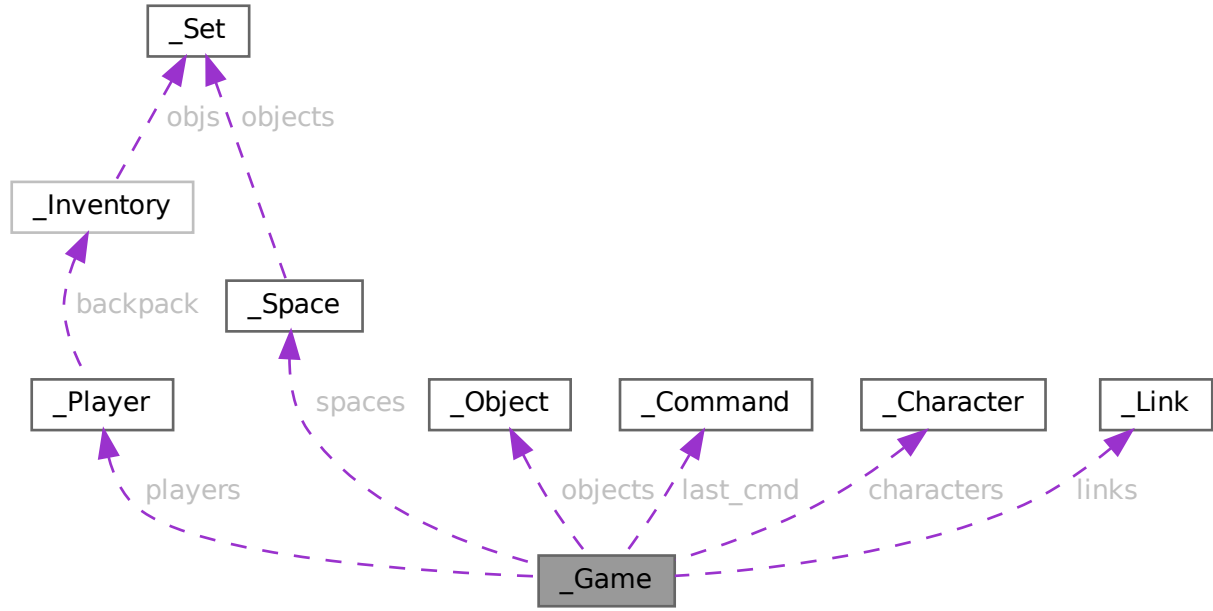 _Set
objs
objects
_Inventory
backpack
_Space
_Player
spaces
_Object
_Command
_Character
_Link
players
objects
last_cmd
characters
links
_Game